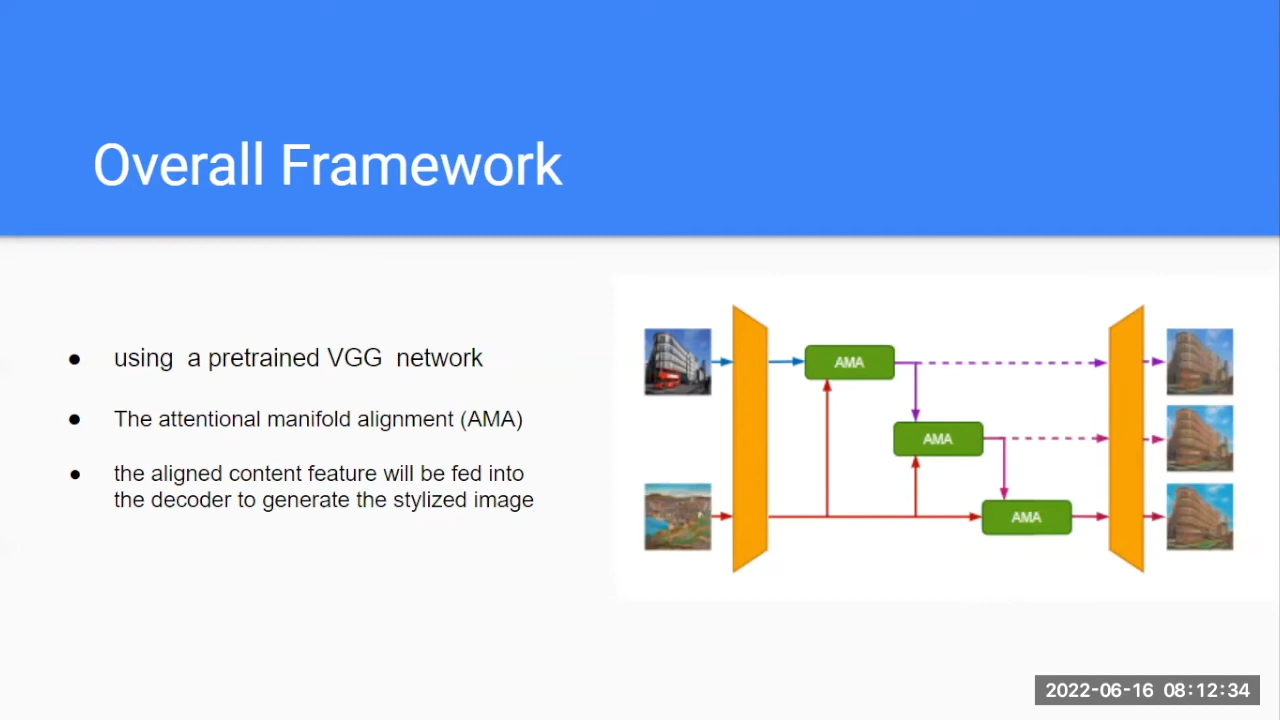 Overall Framework
● using a pretrained VGG network
● The attentional manifold alignment (AMA)
● the aligned content feature will be fed into
the decoder to generate the stylized image
AMA
AMA
AMA
2022-06-16 08:12:34